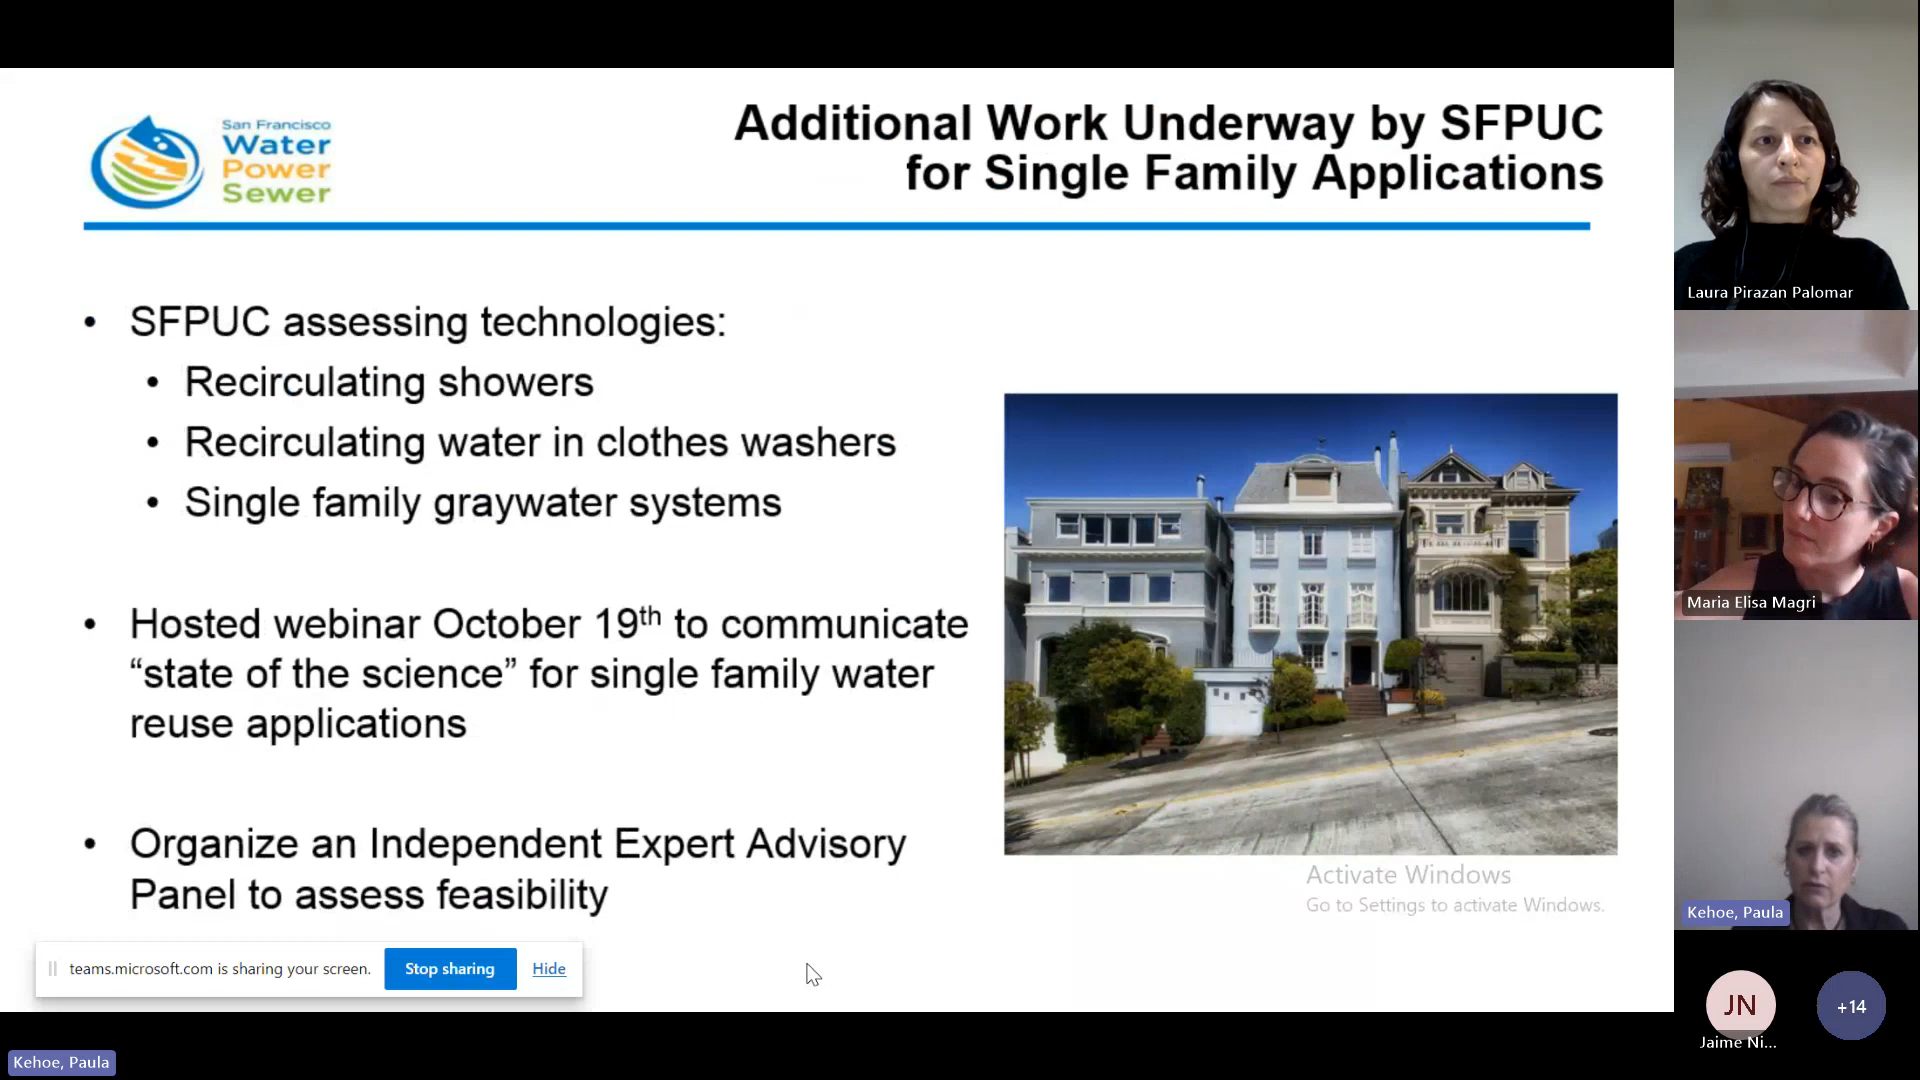 San Francisco
Water
Power
Sewer
Additional Work Underway by SFPUC
for Single Family Applications
• SFPUC assessing technologies:
• Recirculating showers
• Recirculating water in clothes washers
• Single family graywater systems
• Hosted webinar October 19th to communicate
“state of the science” for single family water
reuse applications
• Organize an Independent Expert Advisory
Panel to assess feasibility
Activate Windows
Go to Settings to activate Windows.
teams.microsoft.com is sharing your screen.
Stop sharing
Hide
Kehoe, Paula
Laura Pirazan Palomar
Maria Elisa Magri
Kehoe, Paula
JN
Jaime Ni...
+14